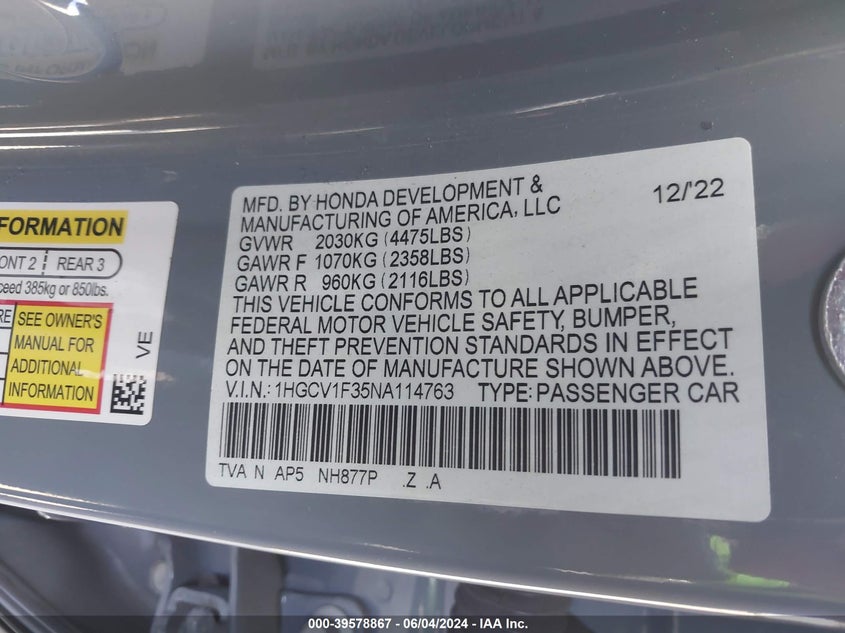 MFD. BY HONDA DEVELOPMENT & 12/'22
MANUFACTURING OF AMERICA, LLC
GVWR 2030KG (4475LBS)
GAWR F 1070KG (2358LBS)
GAWR R 960KG (2116LBS)
THIS VEHICLE CONFORMS TO ALL APPLICABLE
FEDERAL MOTOR VEHICLE SAFETY, BUMPER,
AND THEFT PREVENTION STANDARDS IN EFFECT
ON THE DATE OF MANUFACTURE SHOWN ABOVE.
V.I.N.: 1HGCV1F35NA114763 TYPE: PASSENGER CAR
TVA N AP5 NH877P .Z .A
2 REAR 3
385kg or 850lbs.
SEE OWNER'S
MANUAL FOR
ADDITIONAL
INFORMATION
VE
000-39578867 - 06/04/2024 - IAA Inc.